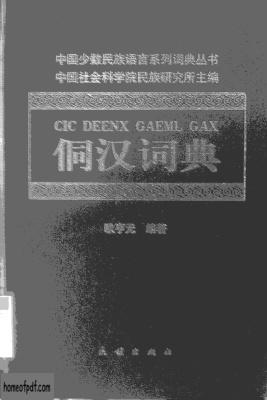 中国少数民族语言系列词典丛书
中国社会科学院民族研究所主编
CIC DEENX GAEML GAX
侗汉词典
欧亨元 编著
民族出版社
homeofpdf.com